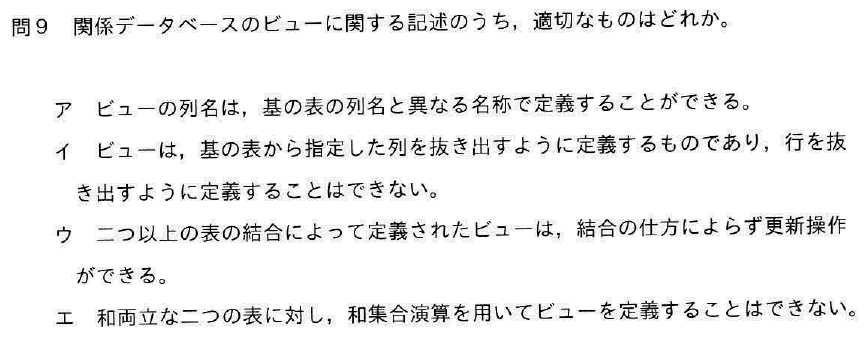 問9 関係データベースのビューに関する記述のうち，適切なものはどれか。
ア ビューの列名は，基の表の列名と異なる名称で定義することができる。
イ ビューは，基の表から指定した列を抜き出すように定義するものであり，行を抜
き出すように定義することはできない。
ウ 二つ以上の表の結合によって定義されたビューは，結合の仕方によらず更新操作
ができる。
エ 和両立な二つの表に対し，和集合演算を用いてビューを定義することはできない。